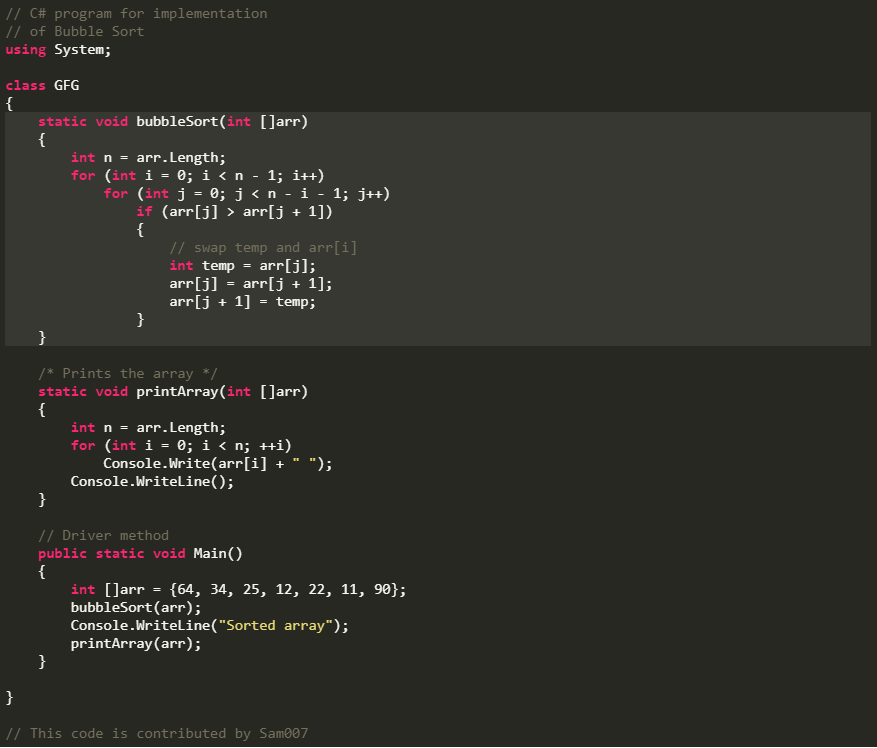 // C# program for implementation
// of Bubble Sort
using System;

class GFG
{
    static void bubbleSort(int []arr)
    {
        int n = arr.Length;
        for (int i = 0; i < n - 1; i++)
            for (int j = 0; j < n - i - 1; j++)
                if (arr[j] > arr[j + 1])
                {
                    // swap temp and arr[i]
                    int temp = arr[j];
                    arr[j] = arr[j + 1];
                    arr[j + 1] = temp;
                }
    }

    /* Prints the array */
    static void printArray(int []arr)
    {
        int n = arr.Length;
        for (int i = 0; i < n; ++i)
            Console.Write(arr[i] + " ");
        Console.WriteLine();
    }

    // Driver method
    public static void Main()
    {
        int []arr = {64, 34, 25, 12, 22, 11, 90};
        bubbleSort(arr);
        Console.WriteLine("Sorted array");
        printArray(arr);
    }

}

// This code is contributed by Sam007